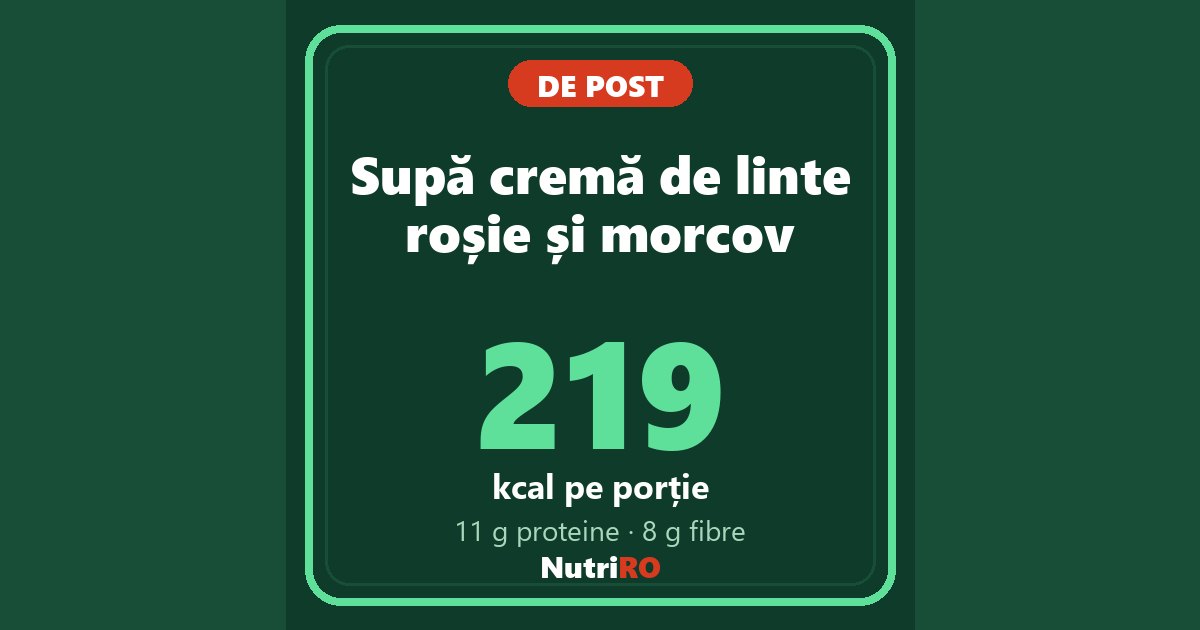 DE POST
Supă cremă de linte
roșie și morcov
219
kcal pe porție
11 g proteine · 8 g fibre
NutriRO